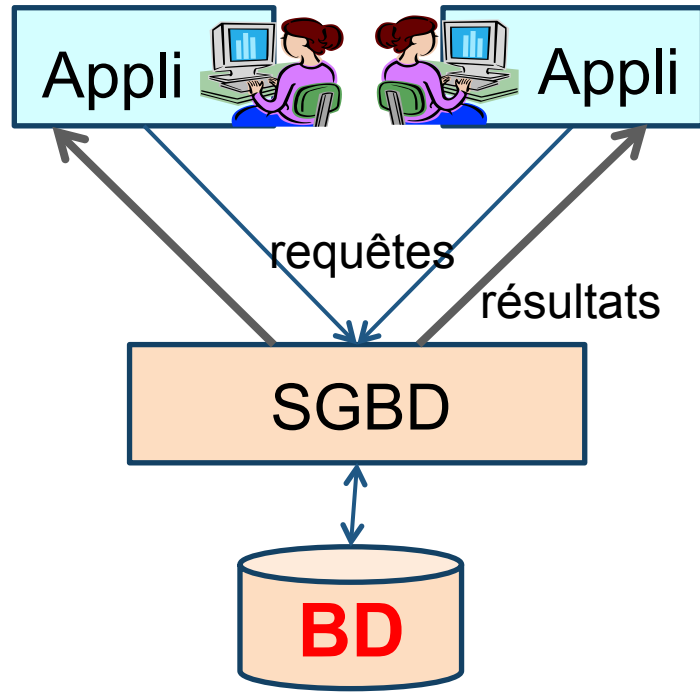 Appli
Appli
requêtes
résultats
SGBD
BD